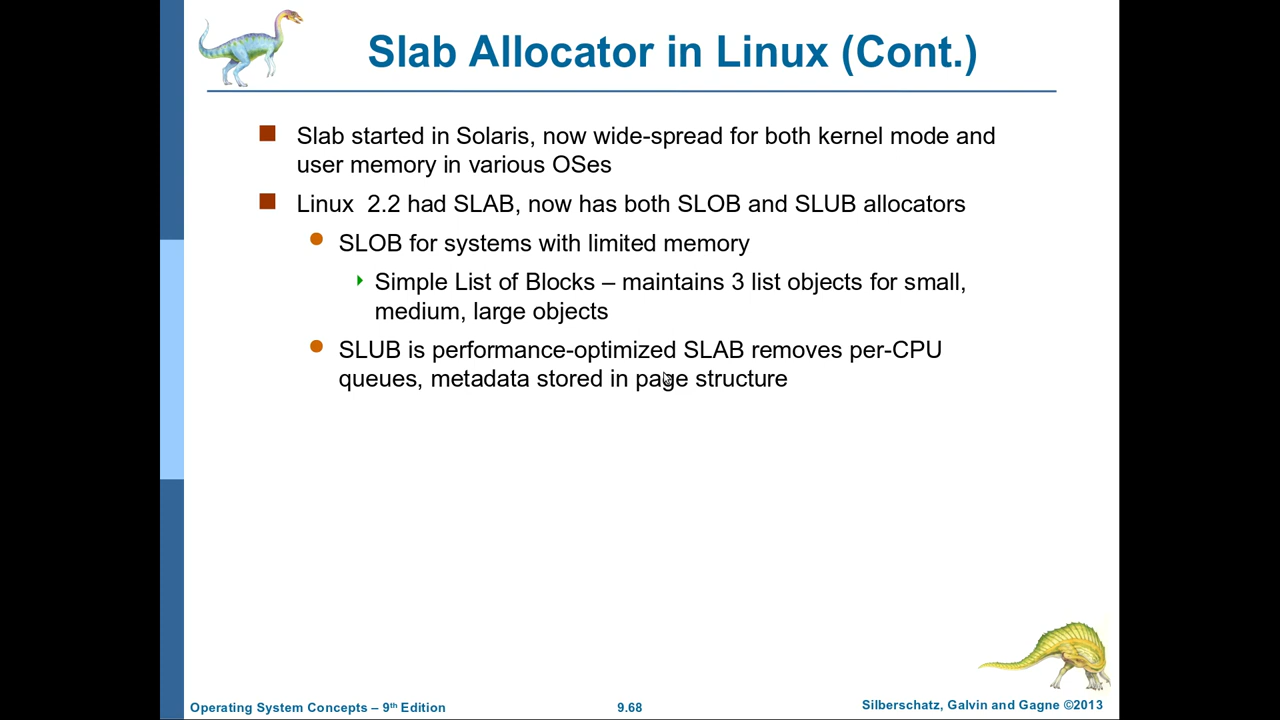 Slab Allocator in Linux (Cont.)
Slab started in Solaris, now wide-spread for both kernel mode and
user memory in various OSes
Linux  2.2 had SLAB, now has both SLOB and SLUB allocators
SLOB for systems with limited memory
Simple List of Blocks – maintains 3 list objects for small,
medium, large objects
SLUB is performance-optimized SLAB removes per-CPU
queues, metadata stored in page structure
Operating System Concepts – 9th Edition
9.68
Silberschatz, Galvin and Gagne ©2013